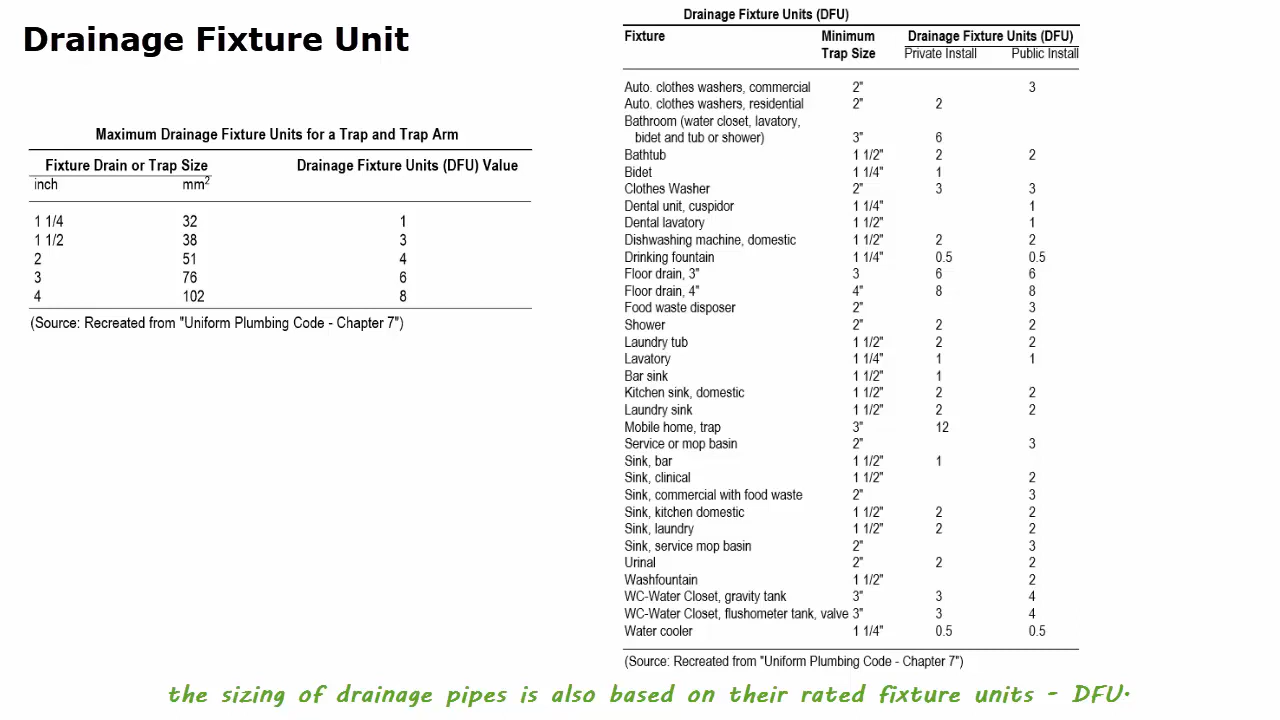 Drainage Fixture Unit
Maximum Drainage Fixture Units for a Trap and Trap Arm
Fixture Drain or Trap Size Drainage Fixture Units (DFU) Value
inch mm2
1 1/4 32 1
1 1/2 38 3
2 51 4
3 76 6
4 102 8
(Source: Recreated from "Uniform Plumbing Code - Chapter 7")
Drainage Fixture Units (DFU)
Fixture Minimum Drainage Fixture Units (DFU)
Trap Size Private Install Public Install
Auto. clothes washers, commercial 2" 3
Auto. clothes washers, residential 2" 2
Bathroom (water closet, lavatory,
bidet and tub or shower) 3" 6
Bathtub 1 1/2" 2 2
Bidet 1 1/4" 1
Clothes Washer 2" 3 3
Dental unit, cuspidor 1 1/4" 1
Dental lavatory 1 1/2" 1
Dishwashing machine, domestic 1 1/2" 2 2
Drinking fountain 1 1/4" 0.5 0.5
Floor drain, 3" 3 6 6
Floor drain, 4" 4" 8 8
Food waste disposer 2" 3
Shower 2" 2 2
Laundry tub 1 1/2" 2 2
Lavatory 1 1/4" 1 1
Bar sink 1 1/2" 1
Kitchen sink, domestic 1 1/2" 2 2
Laundry sink 1 1/2" 2 2
Mobile home, trap 3" 12
Service or mop basin 2" 3
Sink, bar 1 1/2" 1
Sink, clinical 1 1/2" 2
Sink, commercial with food waste 2" 3
Sink, kitchen domestic 1 1/2" 2 2
Sink, laundry 1 1/2" 2 2
Sink, service mop basin 2" 3
Urinal 2" 2 2
Washfountain 1 1/2" 2
WC-Water Closet, gravity tank 3" 3 4
WC-Water Closet, flushometer tank, valve 3" 3 4
Water cooler 1 1/4" 0.5 0.5
(Source: Recreated from "Uniform Plumbing Code - Chapter 7")
the sizing of drainage pipes is also based on their rated fixture units - DFU.